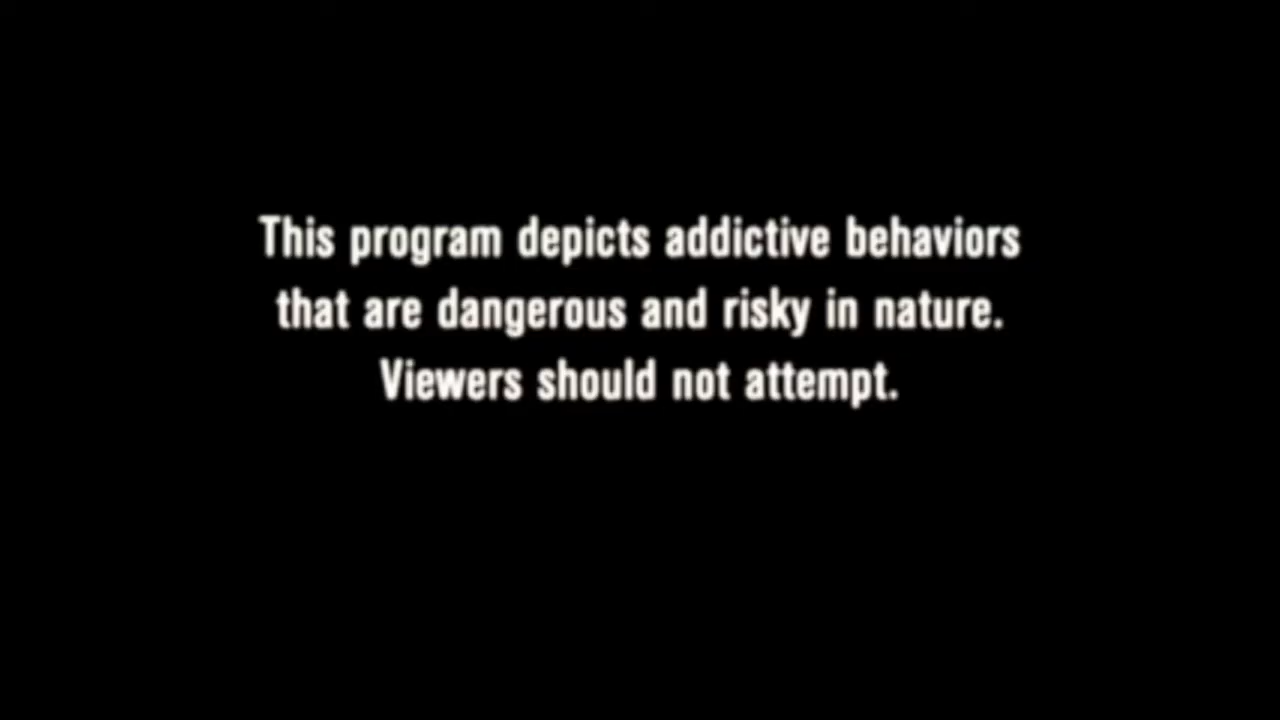 This program depicts addictive behaviors
that are dangerous and risky in nature.
Viewers should not attempt.